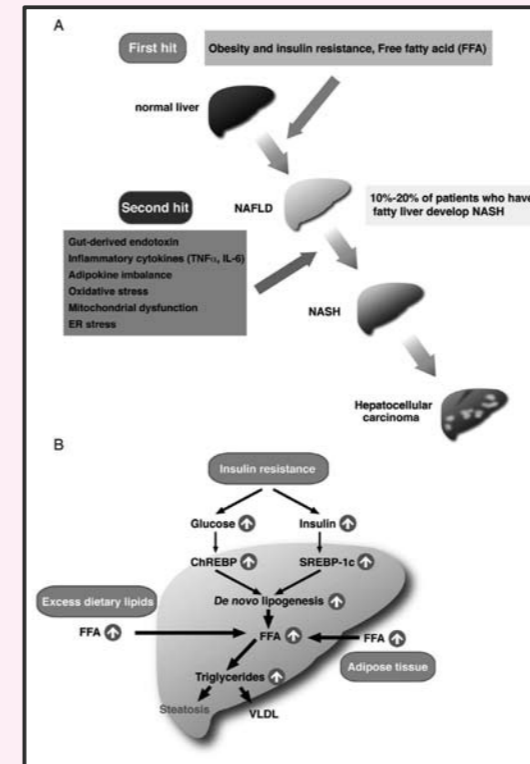 A
First hit
Obesity and insulin resistance, Free fatty acid (FFA)
normal liver
NAFLD
10%-20% of patients who have
fatty liver develop NASH
Second hit
Gut-derived endotoxin
Inflammatory cytokines (TNFα, IL-6)
Adipokine imbalance
Oxidative stress
Mitochondrial dysfunction
ER stress
NASH
Hepatocellular
carcinoma
B
Insulin resistance
Glucose
Insulin
ChREBP
SREBP-1c
De novo lipogenesis
Excess dietary lipids
FFA
FFA
FFA
Adipose tissue
Triglycerides
Steatosis
VLDL